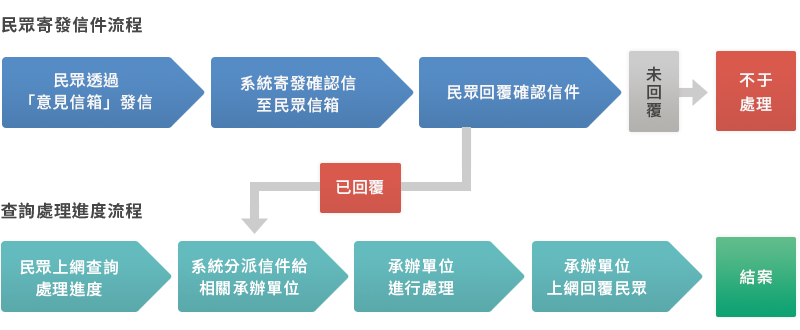 民眾寄發信件流程
民眾透過
「意見信箱」發信
系統寄發確認信
至民眾信箱
民眾回覆確認信件
未
回
覆
不于
處理
已回覆
查詢處理進度流程
民眾上網查詢
處理進度
系統分派信件給
相關承辦單位
承辦單位
進行處理
承辦單位
上網回覆民眾
結案